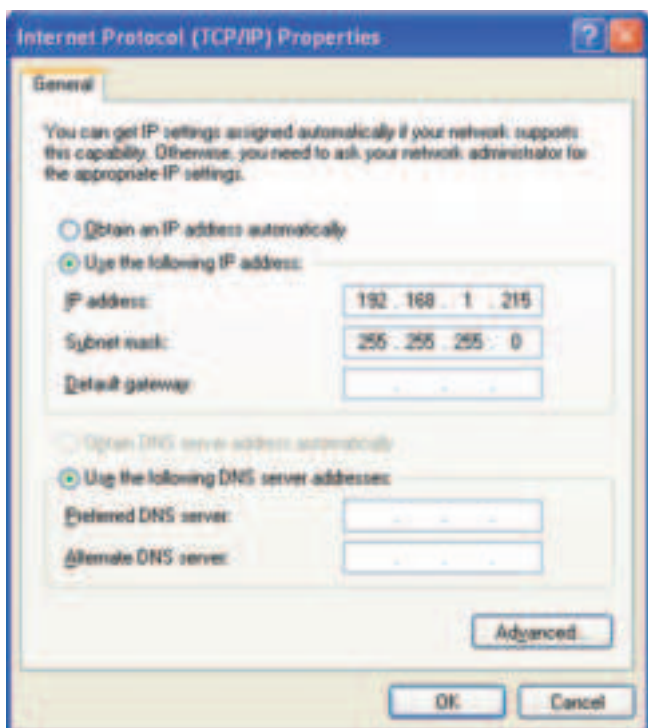 Internet Protocol (TCP/IP) Properties
General
You can get IP settings assigned automatically if your network supports
this capability. Otherwise, you need to ask your network administrator for
the appropriate IP settings.
Obtain an IP address automatically
Use the following IP address:
IP address: 192 . 168 . 1 . 215
Subnet mask: 255 . 255 . 255 . 0
Default gateway: . . .
Obtain DNS server address automatically
Use the following DNS server addresses:
Preferred DNS server: . . .
Alternate DNS server: . . .
Advanced...
OK Cancel